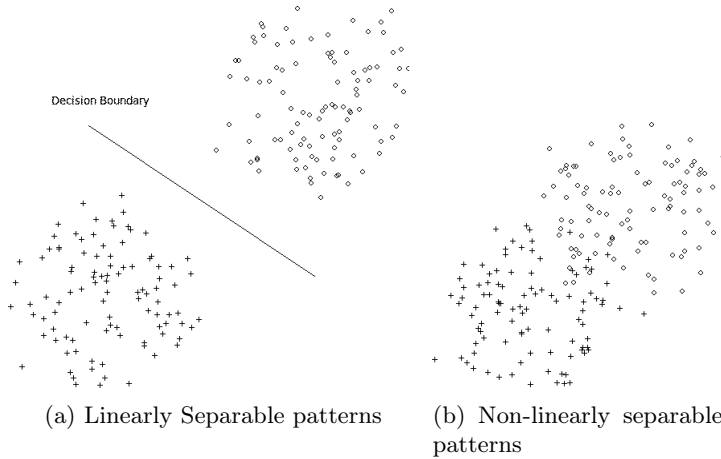 Decision Boundary
(a) Linearly Separable patterns
(b) Non-linearly separable
patterns